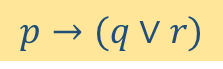 p → (q ∨ r)